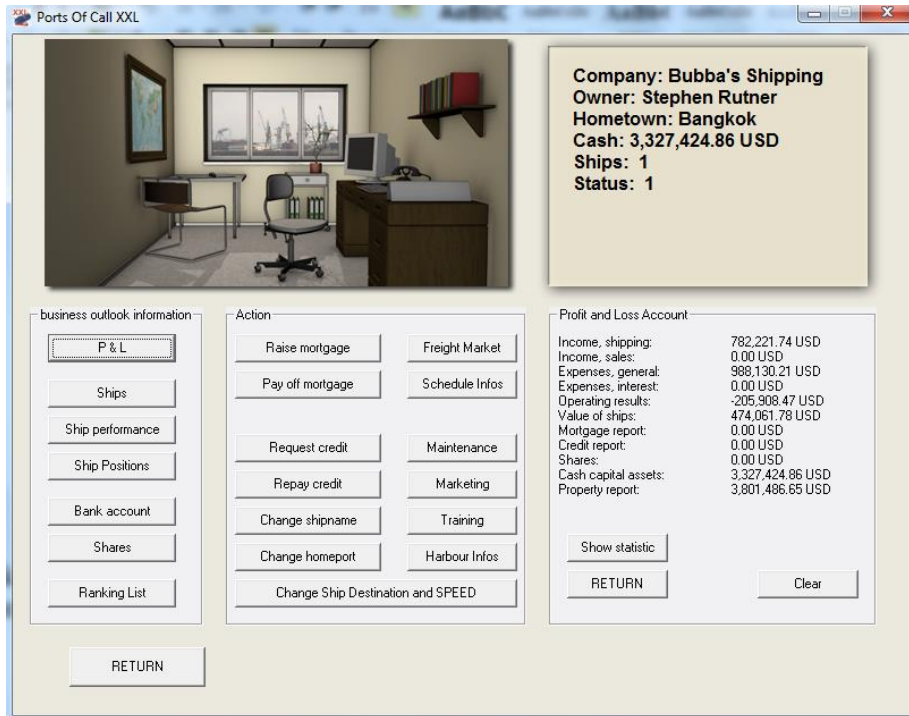 Ports Of Call XXL
Company: Bubba's Shipping
Owner: Stephen Rutner
Hometown: Bangkok
Cash: 3,327,424.86 USD
Ships: 1
Status: 1
business outlook information
P & L
Ships
Ship performance
Ship Positions
Bank account
Shares
Ranking List
RETURN
Action
Raise mortgage
Freight Market
Pay off mortgage
Schedule Infos
Request credit
Maintenance
Repay credit
Marketing
Change shipname
Training
Change homeport
Harbour Infos
Change Ship Destination and SPEED
Profit and Loss Account
Income, shipping: 782,221.74 USD
Income, sales: 0.00 USD
Expenses, general: 988,130.21 USD
Expenses, interest: 0.00 USD
Operating results: -205,908.47 USD
Value of ships: 474,061.78 USD
Mortgage report: 0.00 USD
Credit report: 0.00 USD
Shares: 0.00 USD
Cash capital assets: 3,327,424.86 USD
Property report: 3,801,486.65 USD
Show statistic
RETURN
Clear